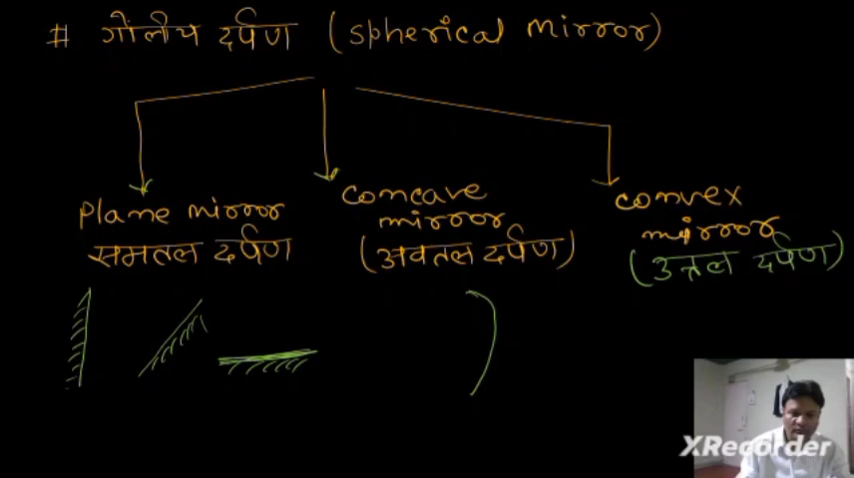 # गोलीय दर्पण (spherical mirror)
plane mirror
समतल दर्पण
concave
mirror
(अवतल दर्पण)
convex
mirror
(उत्तल दर्पण)
XRecorder